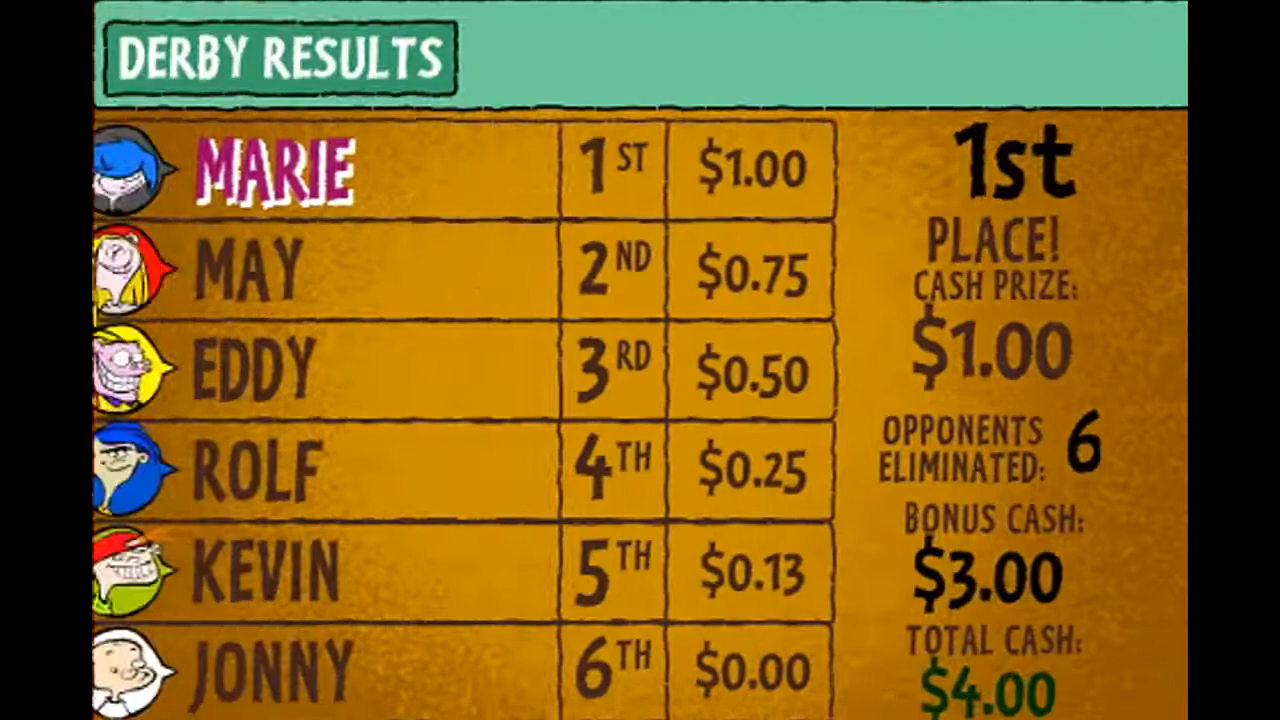 DERBY RESULTS
MARIE 1ST $1.00
MAY 2ND $0.75
EDDY 3RD $0.50
ROLF 4TH $0.25
KEVIN 5TH $0.13
JONNY 6TH $0.00
1st
PLACE!
CASH PRIZE:
$1.00
OPPONENTS
ELIMINATED: 6
BONUS CASH:
$3.00
TOTAL CASH:
$4.00